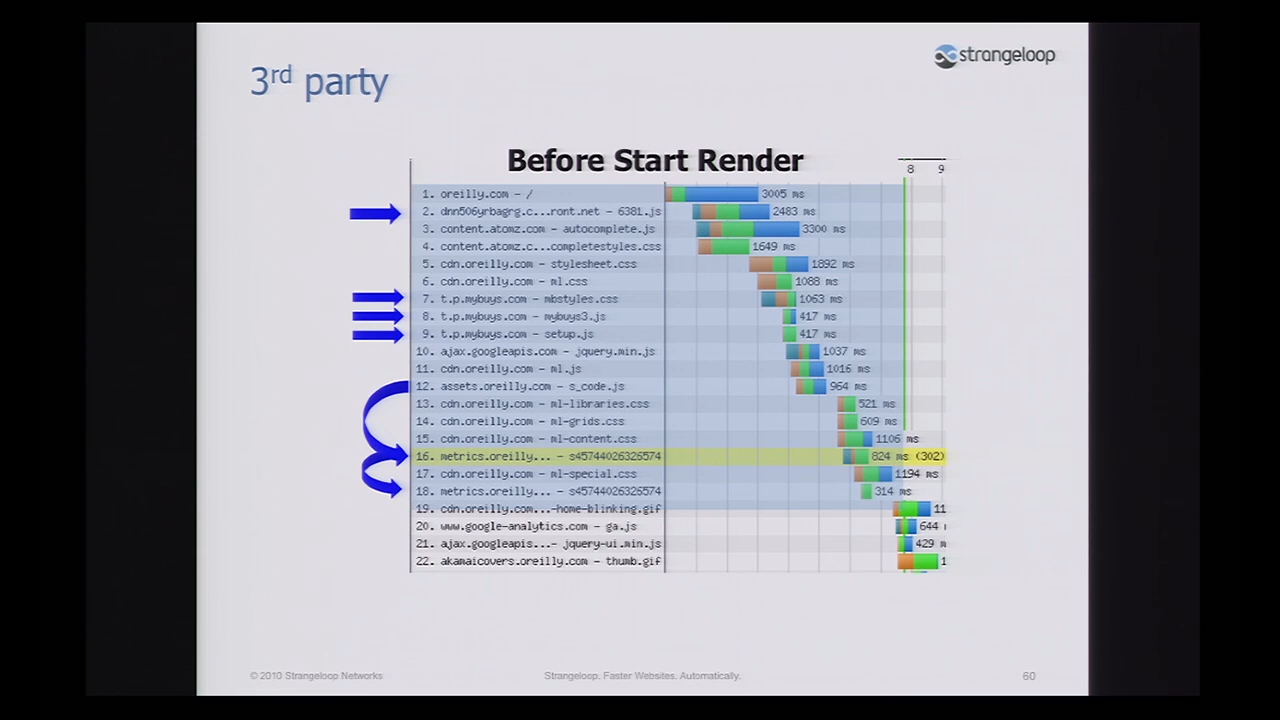 strangeloop
3rd party
Before Start Render
8 9
1. oreilly.com - / 3005 ms
2. dnn506yrbagrg.c...ront.net - 6381.js 2483 ms
3. content.atomz.com - autocomplete.js 3300 ms
4. content.atomz.c...completestyles.css 1649 ms
5. cdn.oreilly.com - stylesheet.css 1892 ms
6. cdn.oreilly.com - ml.css 1088 ms
7. t.p.mybuys.com - mbstyles.css 1063 ms
8. t.p.mybuys.com - mybuys3.js 417 ms
9. t.p.mybuys.com - setup.js 417 ms
10. ajax.googleapis.com - jquery.min.js 1037 ms
11. cdn.oreilly.com - ml.js 1016 ms
12. assets.oreilly.com - s_code.js 964 ms
13. cdn.oreilly.com - ml-libraries.css 521 ms
14. cdn.oreilly.com - ml-grids.css 609 ms
15. cdn.oreilly.com - ml-content.css 1106 ms
16. metrics.oreilly... - s45744026326574 824 ms (302)
17. cdn.oreilly.com - ml-special.css 1194 ms
18. metrics.oreilly... - s45744026326574 314 ms
19. cdn.oreilly.com...-home-blinking.gif 11
20. www.google-analytics.com - ga.js 644
21. ajax.googleapis...- jquery-ui.min.js 429
22. akamaicovers.oreilly.com - thumb.gif 1
© 2010 Strangeloop Networks Strangeloop. Faster Websites. Automatically. 60